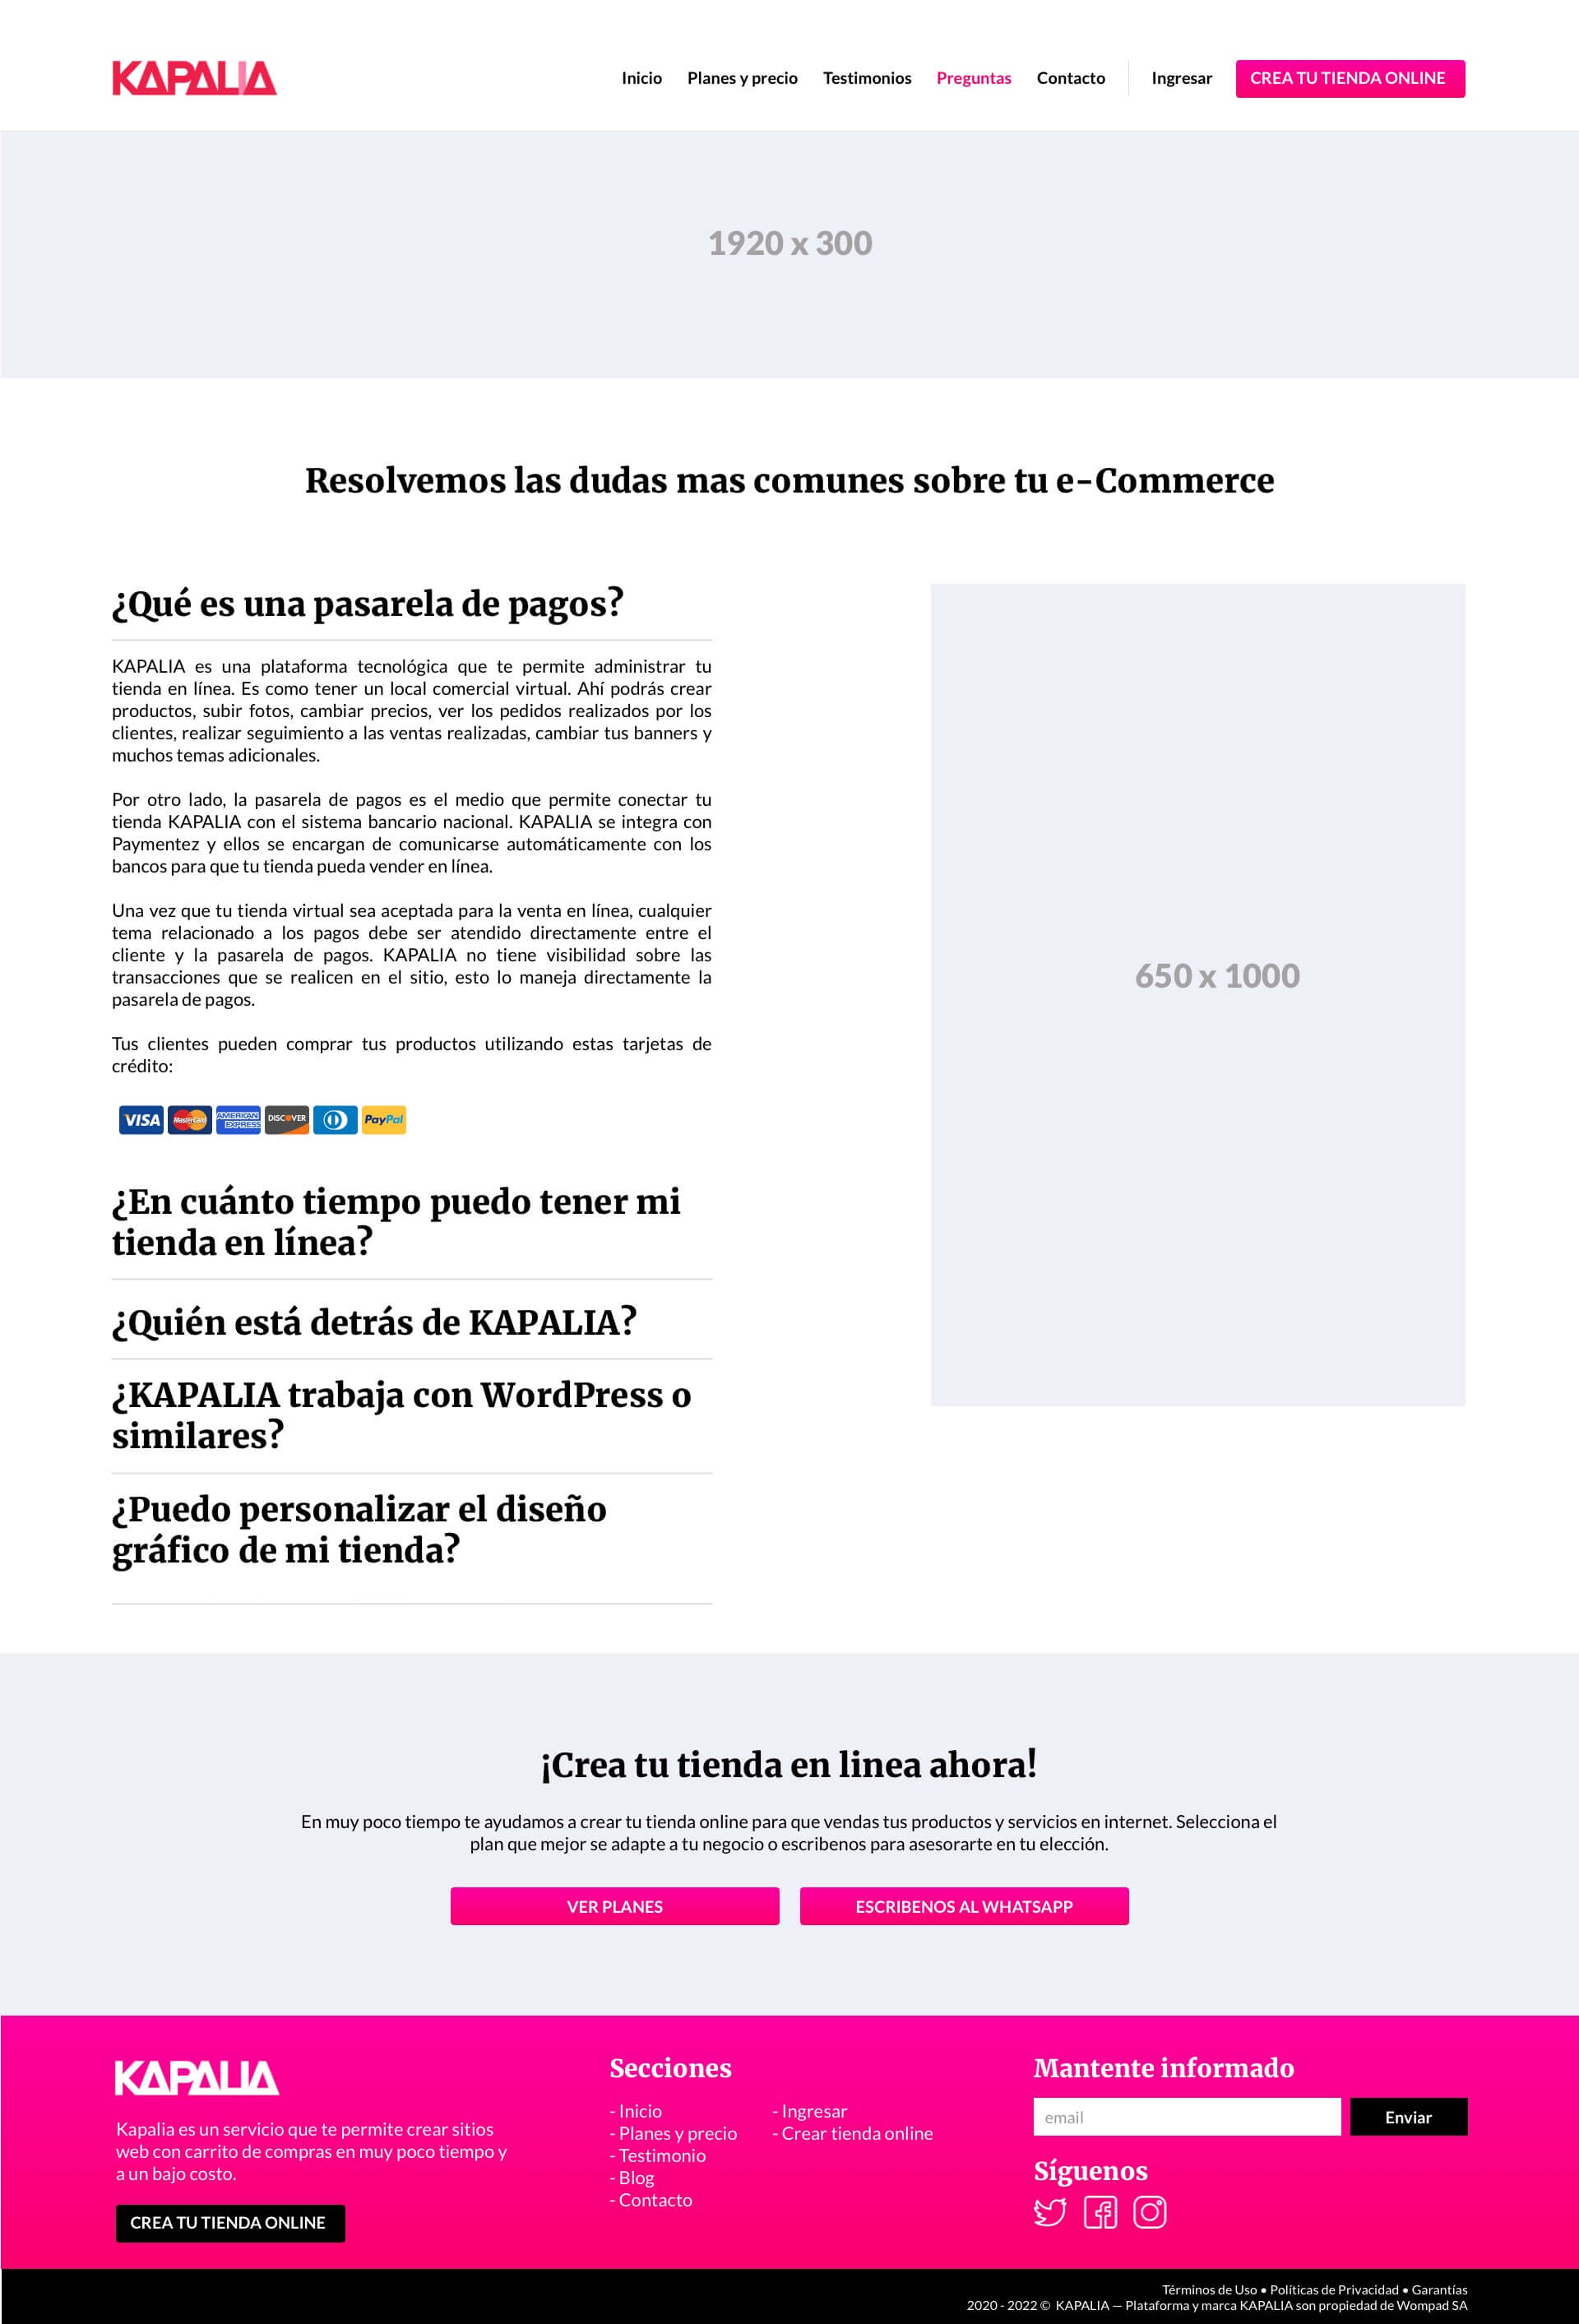 KAPALIA
Inicio Planes y precio Testimonios Preguntas Contacto Ingresar CREA TU TIENDA ONLINE
1920 x 300
Resolvemos las dudas mas comunes sobre tu e-Commerce
¿Qué es una pasarela de pagos?
KAPALIA es una plataforma tecnológica que te permite administrar tu
tienda en línea. Es como tener un local comercial virtual. Ahí podrás crear
productos, subir fotos, cambiar precios, ver los pedidos realizados por los
clientes, realizar seguimiento a las ventas realizadas, cambiar tus banners y
muchos temas adicionales.
Por otro lado, la pasarela de pagos es el medio que permite conectar tu
tienda KAPALIA con el sistema bancario nacional. KAPALIA se integra con
Paymentez y ellos se encargan de comunicarse automáticamente con los
bancos para que tu tienda pueda vender en línea.
Una vez que tu tienda virtual sea aceptada para la venta en línea, cualquier
tema relacionado a los pagos debe ser atendido directamente entre el
cliente y la pasarela de pagos. KAPALIA no tiene visibilidad sobre las
transacciones que se realicen en el sitio, esto lo maneja directamente la
pasarela de pagos.
Tus clientes pueden comprar tus productos utilizando estas tarjetas de
crédito:
VISA MasterCard AMERICAN EXPRESS DISCOVER PayPal
¿En cuánto tiempo puedo tener mi
tienda en línea?
¿Quién está detrás de KAPALIA?
¿KAPALIA trabaja con WordPress o
similares?
¿Puedo personalizar el diseño
gráfico de mi tienda?
650 x 1000
¡Crea tu tienda en linea ahora!
En muy poco tiempo te ayudamos a crear tu tienda online para que vendas tus productos y servicios en internet. Selecciona el
plan que mejor se adapte a tu negocio o escribenos para asesorarte en tu elección.
VER PLANES ESCRIBENOS AL WHATSAPP
KAPALIA
Kapalia es un servicio que te permite crear sitios
web con carrito de compras en muy poco tiempo y
a un bajo costo.
CREA TU TIENDA ONLINE
Secciones
- Inicio
- Planes y precio
- Testimonio
- Blog
- Contacto
- Ingresar
- Crear tienda online
Mantente informado
email Enviar
Síguenos
Términos de Uso • Políticas de Privacidad • Garantías
2020 - 2022 © KAPALIA — Plataforma y marca KAPALIA son propiedad de Wompad SA